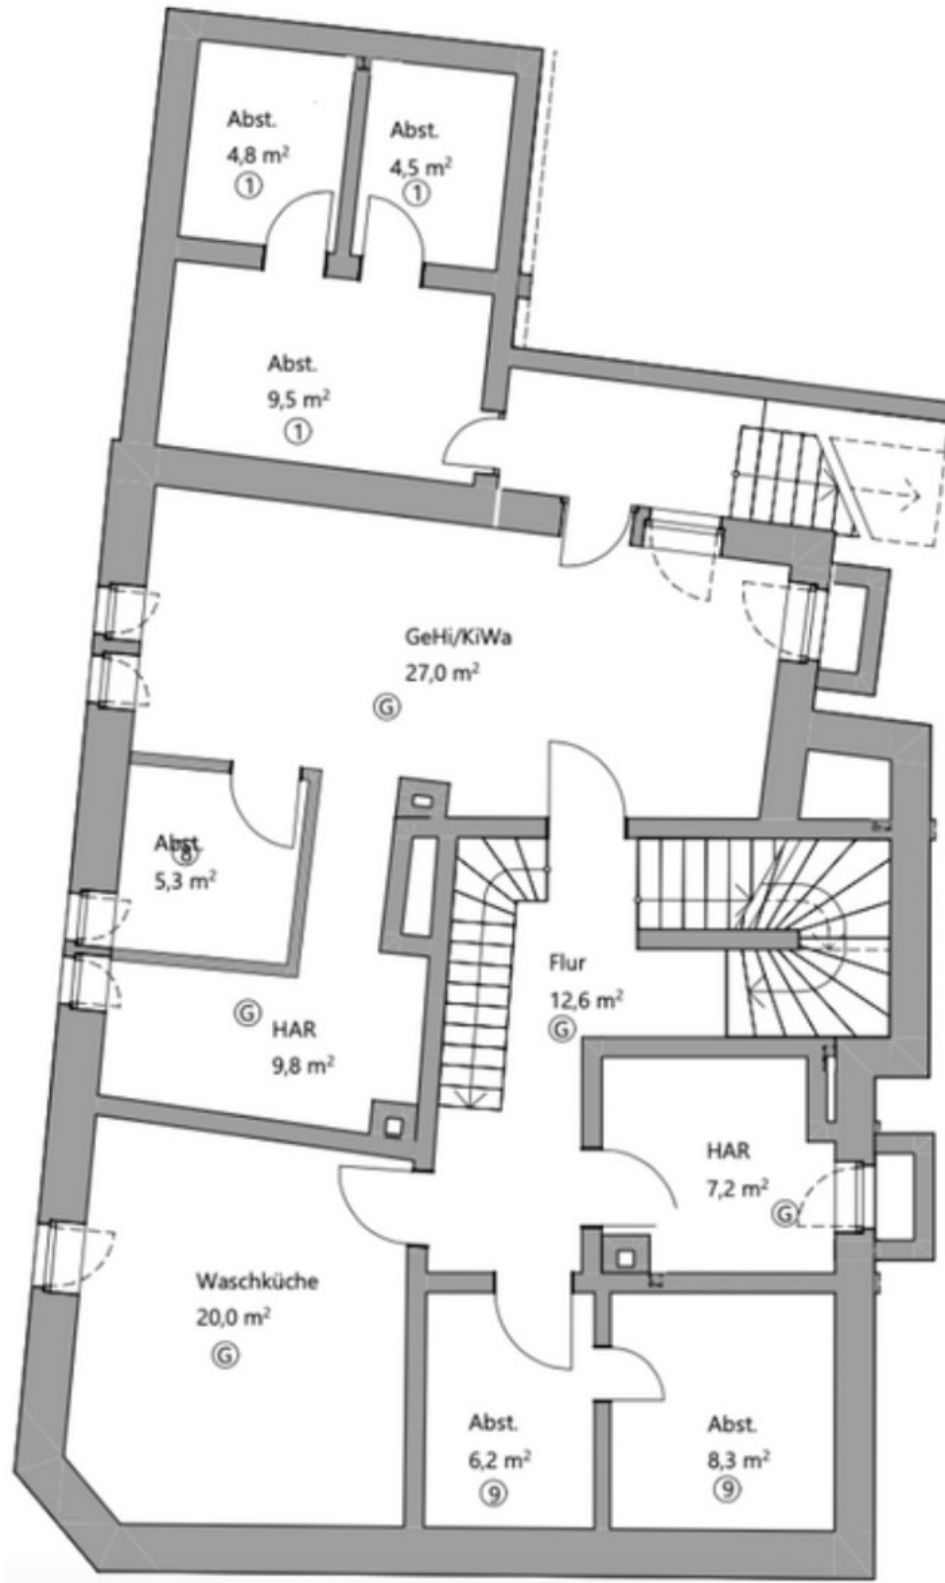 Abst.
4,8 m²
1
Abst.
4,5 m²
1
Abst.
9,5 m²
1
GeHi/KiWa
27,0 m²
G
Abst.
8
5,3 m²
Flur
12,6 m²
G
G
HAR
9,8 m²
HAR
7,2 m²
G
Waschküche
20,0 m²
G
Abst.
6,2 m²
9
Abst.
8,3 m²
9